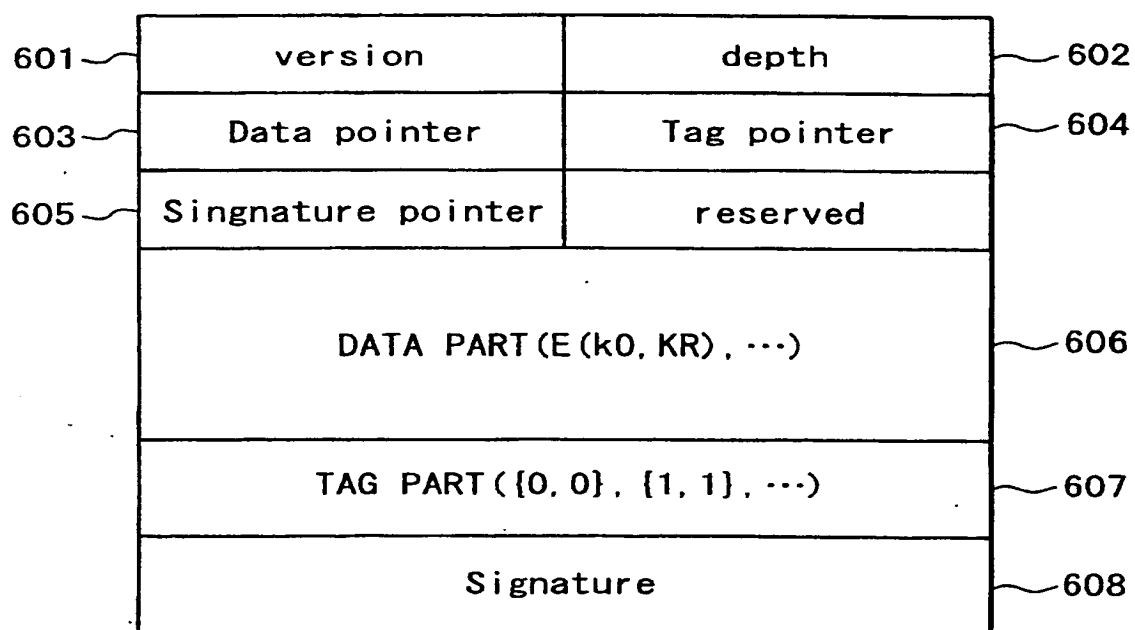 601 version depth 602
603 Data pointer Tag pointer 604
605 Singnature pointer reserved
DATA PART(E(k0, KR), ···) 606
TAG PART({0, 0}, {1, 1}, ···) 607
Signature 608